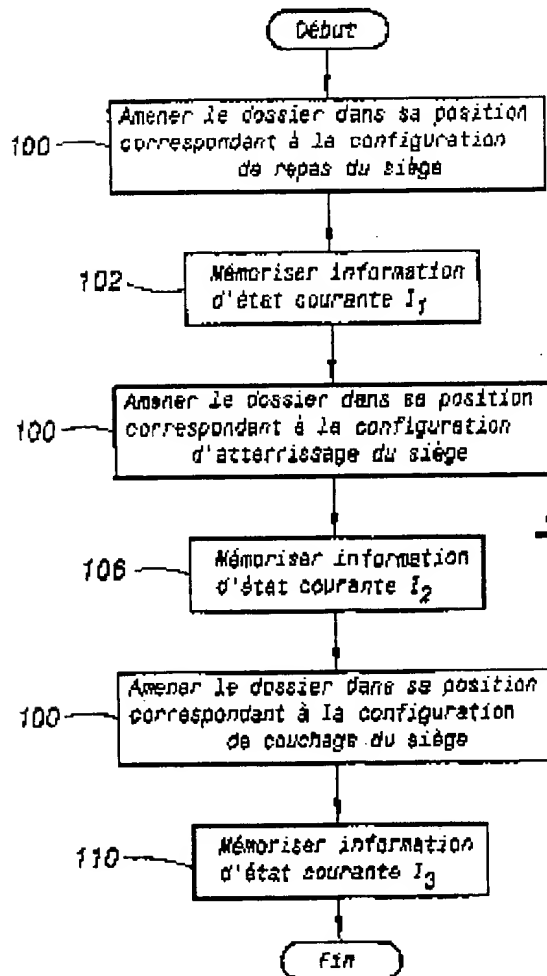 Début
Amener le dossier dans sa position
100
correspondant à la configuration
de repas du siège
102
Mémoriser information
d'état courante I1
Amener le dossier dans sa position
100
correspondant à la configuration
d'atterrissage du siège
106
Mémoriser information
d'état courante I2
Amener le dossier dans sa position
100
correspondant à la configuration
de couchage du siège
110
Mémoriser information
d'état courante I3
Fin